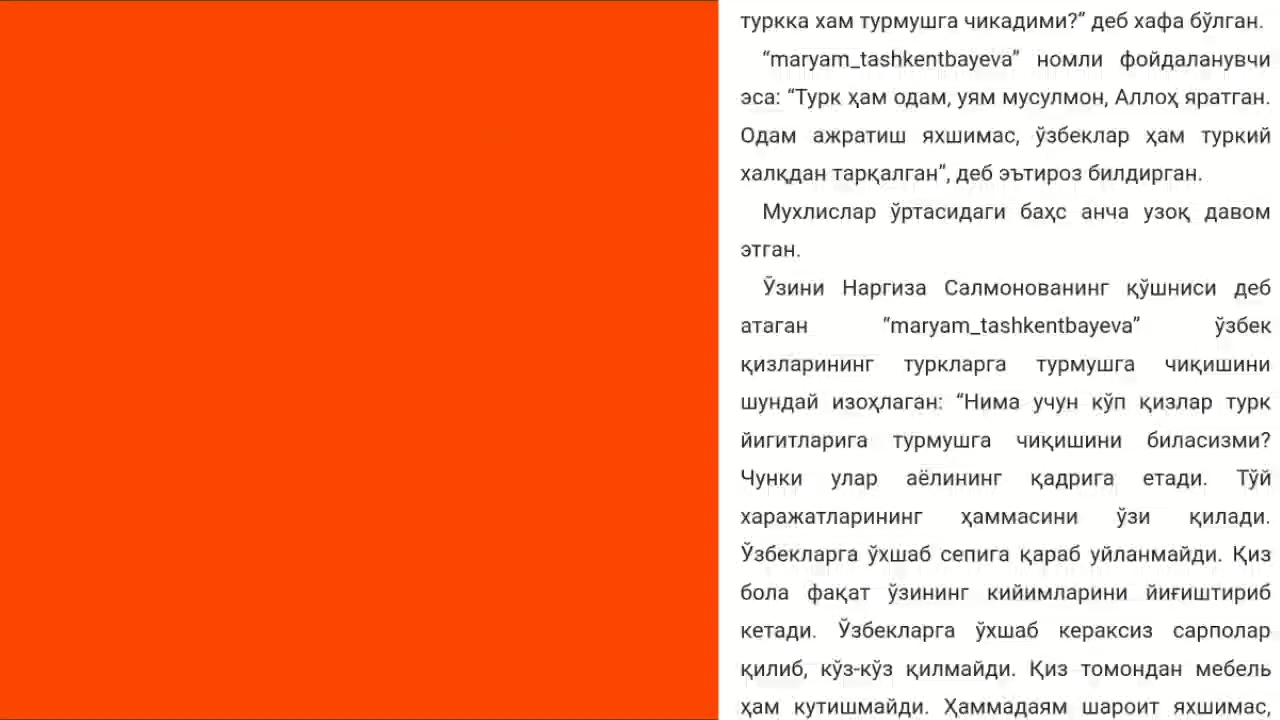 туркка хам турмушга чикадими?” деб хафа бўлган.
“maryam_tashkentbayeva” номли фойдаланувчи
эса: “Турк ҳам одам, уям мусулмон, Аллоҳ яратган.
Одам ажратиш яхшимас, ўзбеклар ҳам туркий
халқдан тарқалган”, деб эътироз билдирган.
Мухлислар ўртасидаги баҳс анча узоқ давом
этган.
Ўзини Наргиза Салмонованинг қўшниси деб
атаган “maryam_tashkentbayeva” ўзбек
қизларининг туркларга турмушга чиқишини
шундай изоҳлаган: “Нима учун кўп қизлар турк
йигитларига турмушга чиқишини биласизми?
Чунки улар аёлининг қадрига етади. Тўй
харажатларининг ҳаммасини ўзи қилади.
Ўзбекларга ўхшаб сепига қараб уйланмайди. Қиз
бола фақат ўзининг кийимларини йиғиштириб
кетади. Ўзбекларга ўхшаб кераксиз сарполар
қилиб, кўз-кўз қилмайди. Қиз томондан мебель
ҳам кутишмайди. Ҳаммадаям шароит яхшимас,